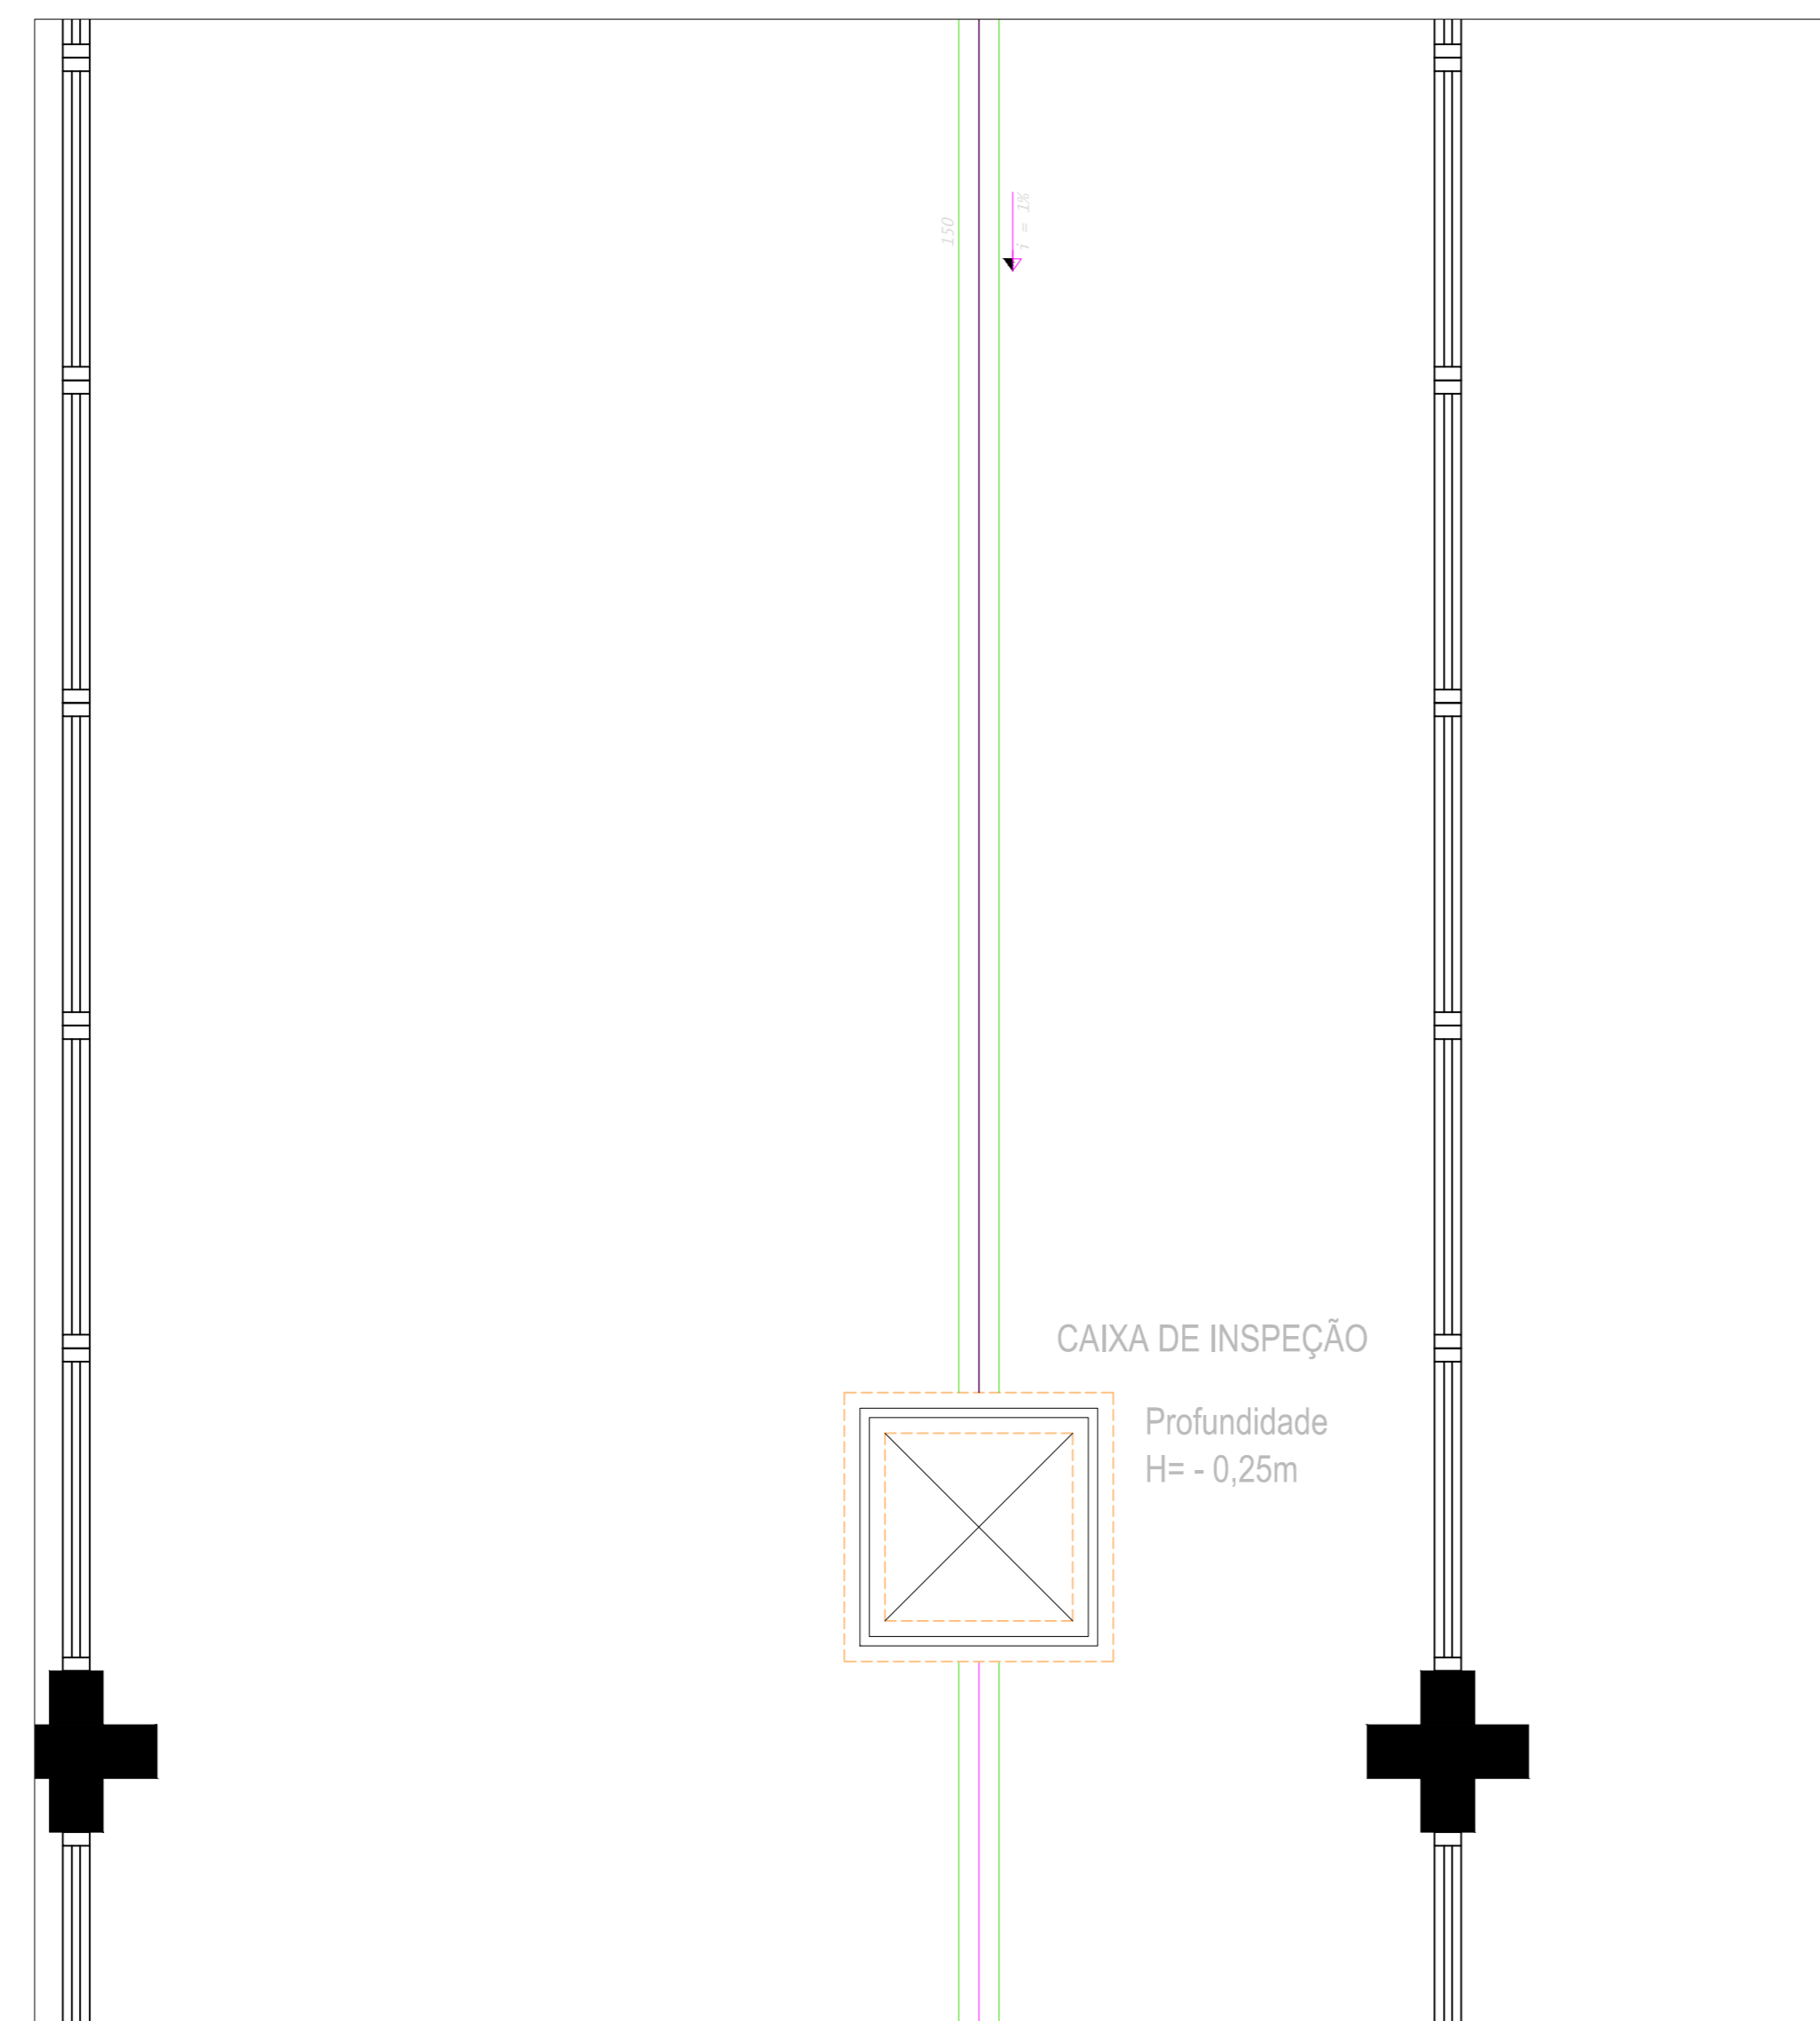 150
i = 1%
CAIXA DE INSPEÇÃO
Profundidade
H= - 0,25m